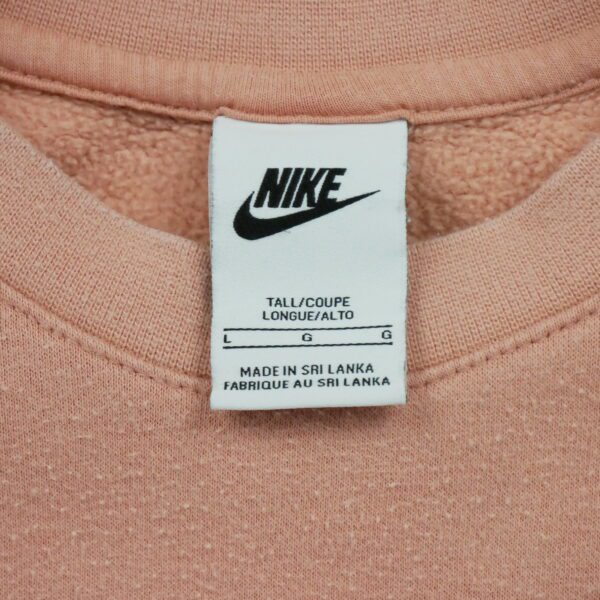 NIKE
TALL/COUPE
LONGUE/ALTO
L G G
MADE IN SRI LANKA
FABRIQUE AU SRI LANKA